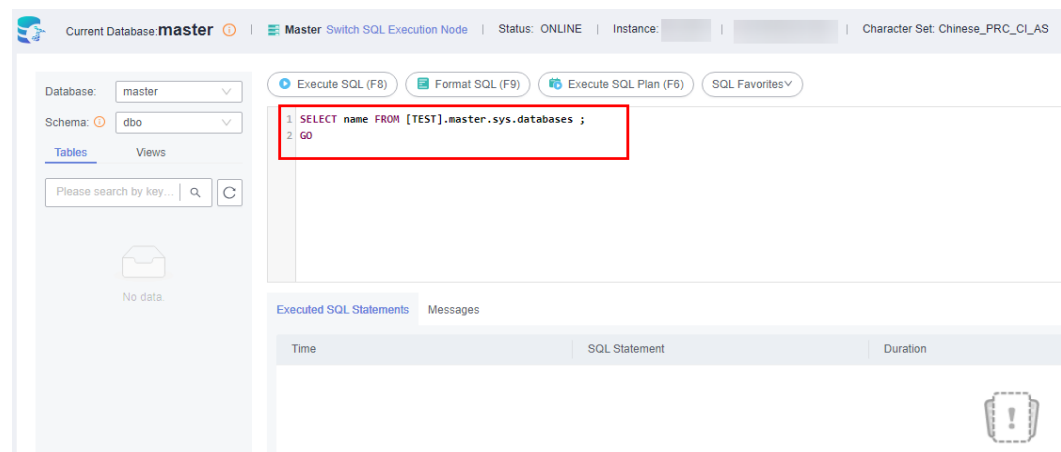 Current Database:master | Master Switch SQL Execution Node | Status: ONLINE | Instance: | | Character Set: Chinese_PRC_CI_AS
Database: master
Schema: dbo
Tables Views
Please search by key...
No data.
Execute SQL (F8) Format SQL (F9) Execute SQL Plan (F6) SQL Favorites
1 SELECT name FROM [TEST].master.sys.databases ;
2 GO
Executed SQL Statements Messages
Time SQL Statement Duration